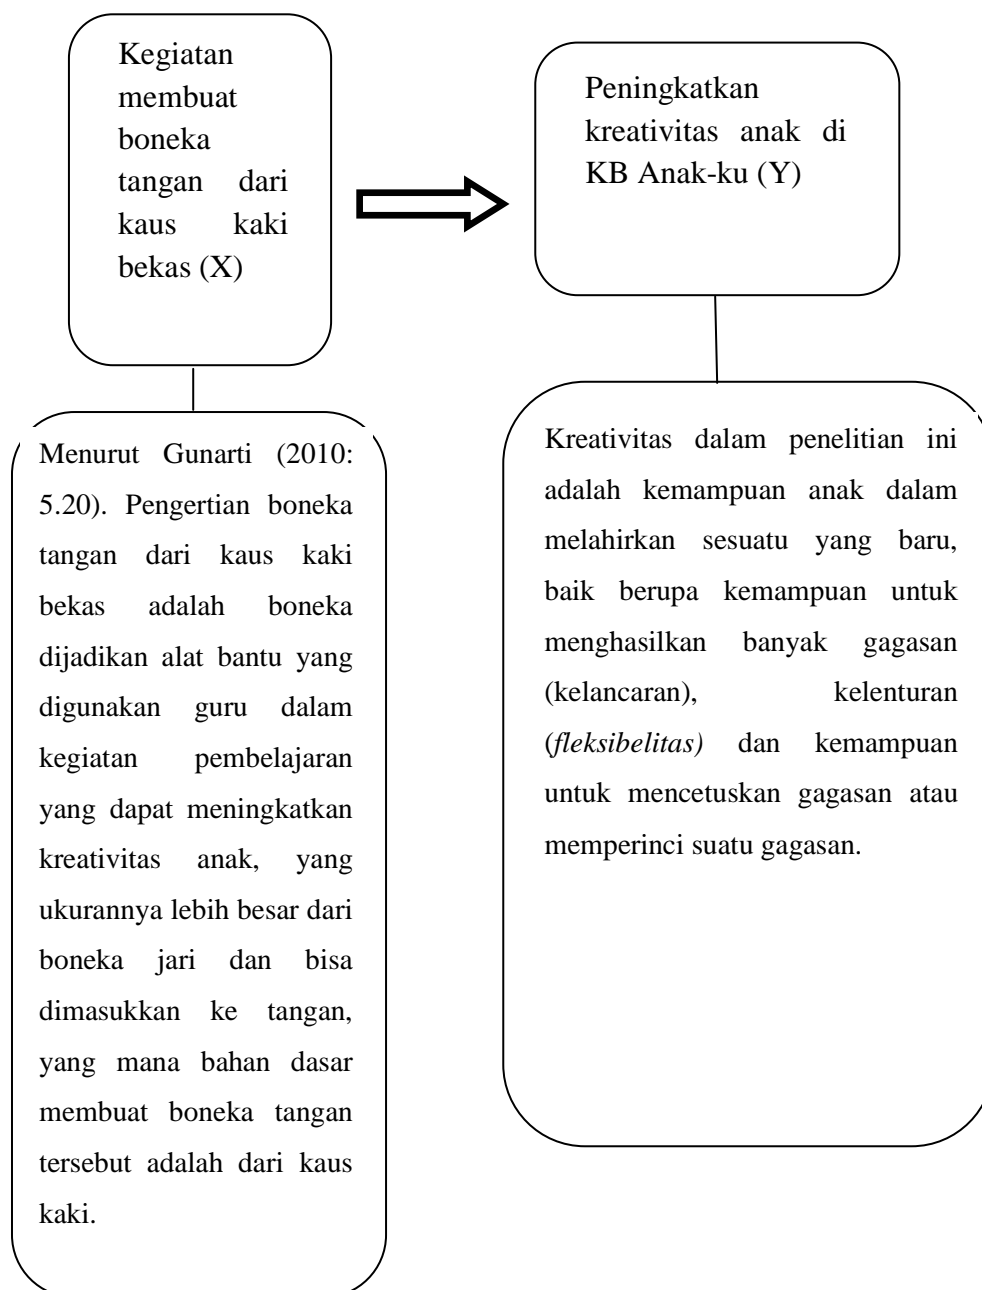 Kegiatan
membuat
boneka
tangan dari
kaus kaki
bekas (X)
Peningkatkan
kreativitas anak di
KB Anak-ku (Y)
Menurut Gunarti (2010:
5.20). Pengertian boneka
tangan dari kaus kaki
bekas adalah boneka
dijadikan alat bantu yang
digunakan guru dalam
kegiatan pembelajaran
yang dapat meningkatkan
kreativitas anak, yang
ukurannya lebih besar dari
boneka jari dan bisa
dimasukkan ke tangan,
yang mana bahan dasar
membuat boneka tangan
tersebut adalah dari kaus
kaki.
Kreativitas dalam penelitian ini
adalah kemampuan anak dalam
melahirkan sesuatu yang baru,
baik berupa kemampuan untuk
menghasilkan banyak gagasan
(kelancaran), kelenturan
(fleksibelitas) dan kemampuan
untuk mencetuskan gagasan atau
memperinci suatu gagasan.